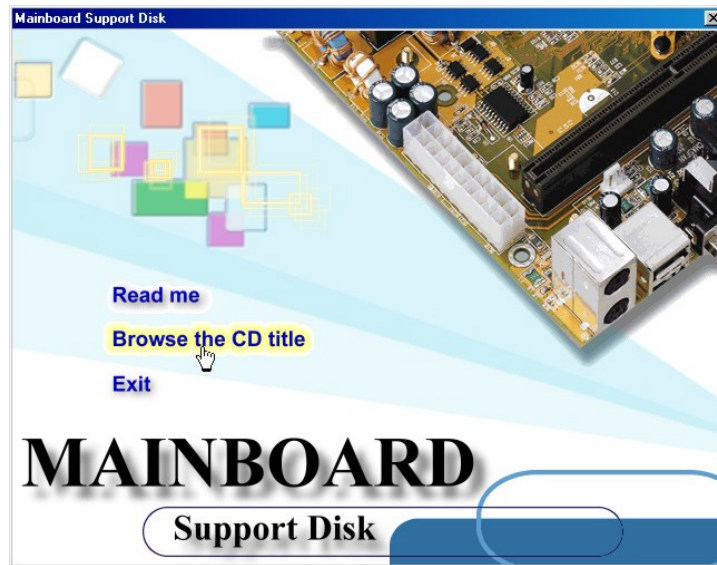 Mainboard Support Disk
Read me
Browse the CD title
Exit
MAINBOARD
Support Disk